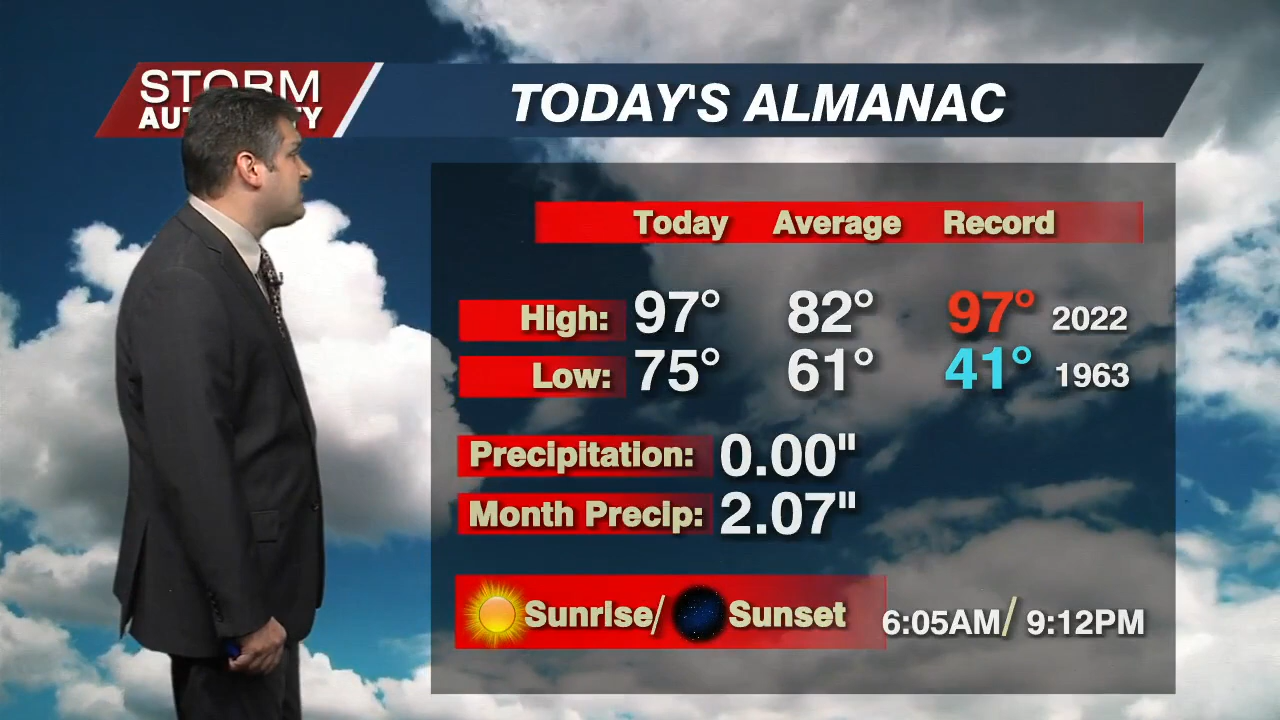 STORM
TODAY'S ALMANAC
Today Average Record
High: 97° 82° 97° 2022
Low: 75° 61° 41° 1963
Precipitation: 0.00"
Month Precip: 2.07"
Sunrise/ Sunset 6:05AM/ 9:12PM